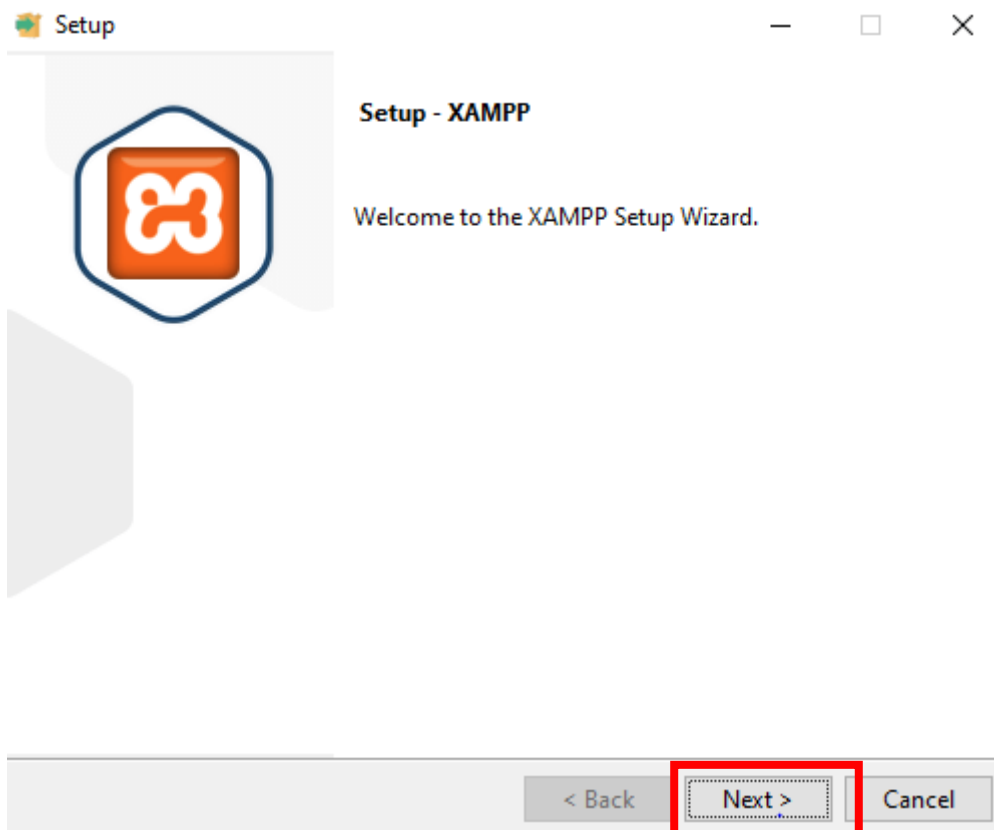 Setup
Setup - XAMPP
Welcome to the XAMPP Setup Wizard.
< Back
Next >
Cancel